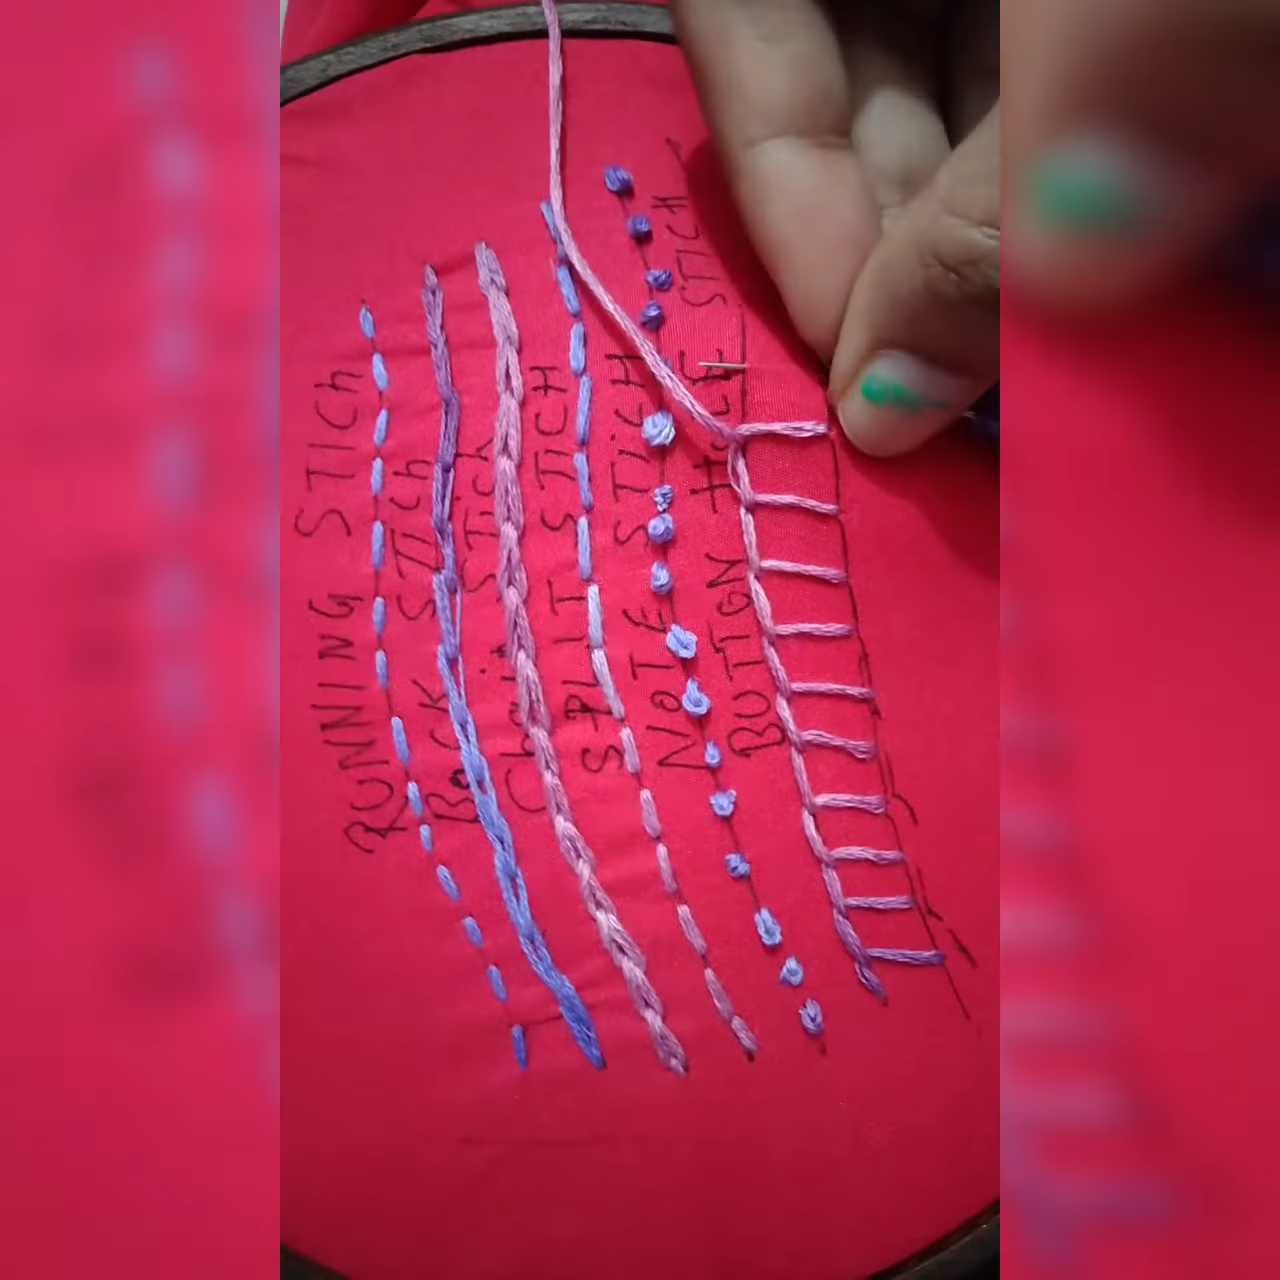 RUNNING STICh
BacK STICh
Chain STich
SPLIT STICH
NOTE STiCH
BUTTON HOLE STICH